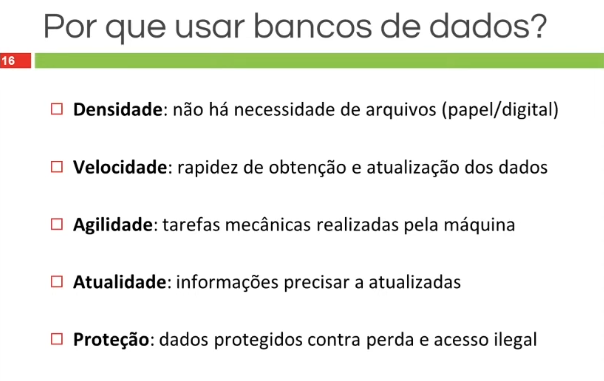 Por que usar bancos de dados?
16
Densidade: não há necessidade de arquivos (papel/digital)
Velocidade: rapidez de obtenção e atualização dos dados
Agilidade: tarefas mecânicas realizadas pela máquina
Atualidade: informações precisar a atualizadas
Proteção: dados protegidos contra perda e acesso ilegal